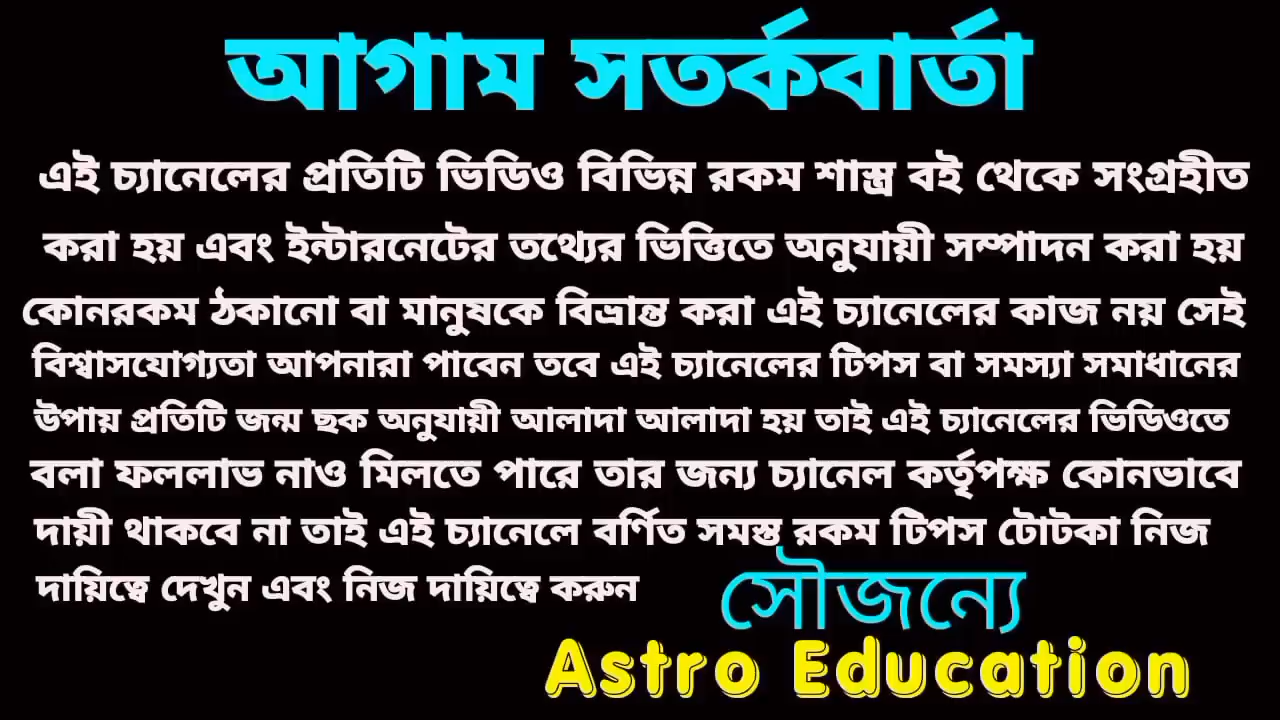 আগাম সতর্কবার্তা
এই চ্যানেলের প্রতিটি ভিডিও বিভিন্ন রকম শাস্ত্র বই থেকে সংগ্রহীত
করা হয় এবং ইন্টারনেটের তথ্যের ভিত্তিতে অনুযায়ী সম্পাদন করা হয়
কোনরকম ঠকানো বা মানুষকে বিভ্রান্ত করা এই চ্যানেলের কাজ নয় সেই
বিশ্বাসযোগ্যতা আপনারা পাবেন তবে এই চ্যানেলের টিপস বা সমস্যা সমাধানের
উপায় প্রতিটি জন্ম ছক অনুযায়ী আলাদা আলাদা হয় তাই এই চ্যানেলের ভিডিওতে
বলা ফললাভ নাও মিলতে পারে তার জন্য চ্যানেল কর্তৃপক্ষ কোনভাবে
দায়ী থাকবে না তাই এই চ্যানেলে বর্ণিত সমস্ত রকম টিপস টোটকা নিজ
দায়িত্বে দেখুন এবং নিজ দায়িত্বে করুন
সৌজন্যে
Astro Education